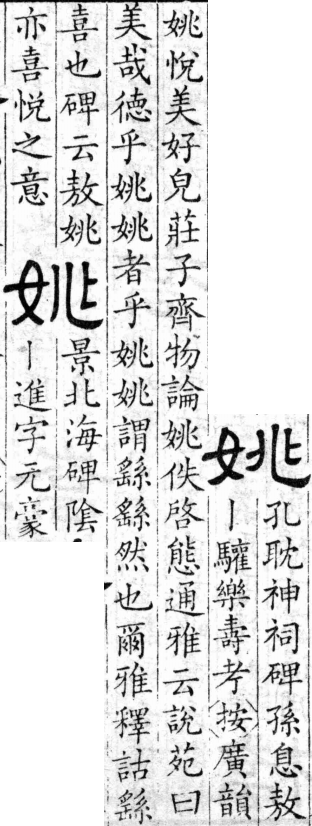 姚
孔耽神祠碑孫息敖
丨驩樂壽考按廣韻
姚悅美好皃莊子齊物論姚佚啓態通雅云說苑曰
美哉徳乎姚姚者乎姚姚謂繇繇然也爾雅釋詁繇
喜也碑云敖姚
亦喜悅之意
姚
景北海碑陰
丨進字元豪